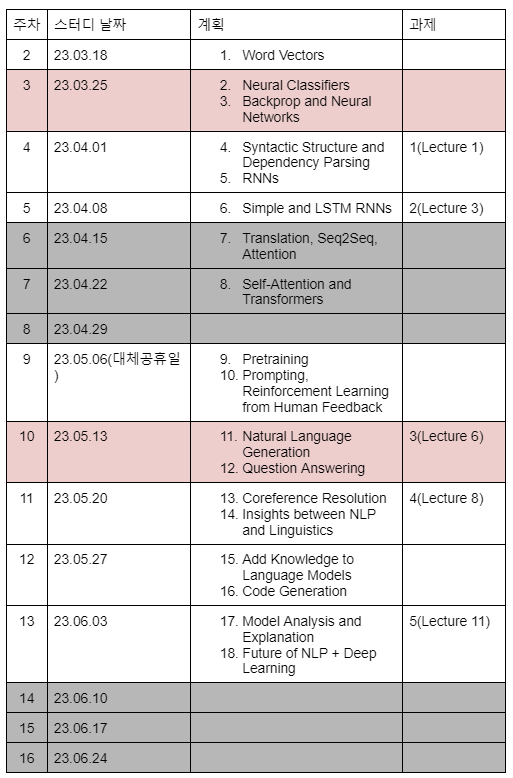 주차 스터디 날짜 계획 과제
2 23.03.18 1. Word Vectors
3 23.03.25 2. Neural Classifiers
3. Backprop and Neural
Networks
4 23.04.01 4. Syntactic Structure and 1(Lecture 1)
Dependency Parsing
5. RNNs
5 23.04.08 6. Simple and LSTM RNNs 2(Lecture 3)
6 23.04.15 7. Translation, Seq2Seq,
Attention
7 23.04.22 8. Self-Attention and
Transformers
8 23.04.29
9 23.05.06(대체공휴일 9. Pretraining
) 10. Prompting,
Reinforcement Learning
from Human Feedback
10 23.05.13 11. Natural Language 3(Lecture 6)
Generation
12. Question Answering
11 23.05.20 13. Coreference Resolution 4(Lecture 8)
14. Insights between NLP
and Linguistics
12 23.05.27 15. Add Knowledge to
Language Models
16. Code Generation
13 23.06.03 17. Model Analysis and 5(Lecture 11)
Explanation
18. Future of NLP + Deep
Learning
14 23.06.10
15 23.06.17
16 23.06.24